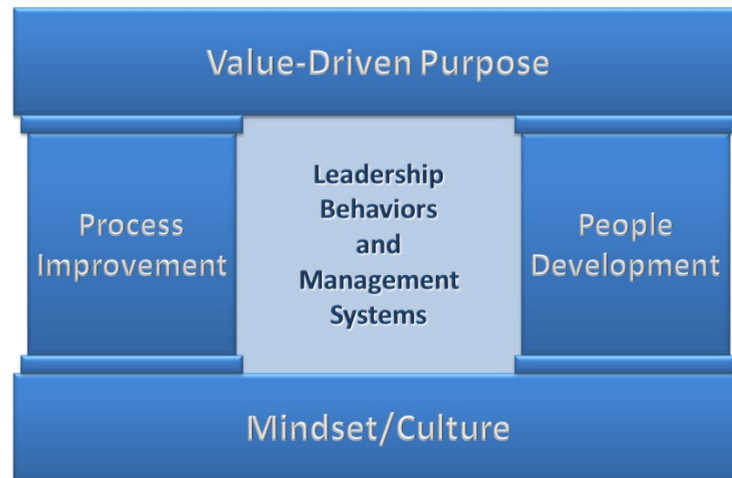 Value-Driven Purpose
Process
Improvement
Leadership
Behaviors
and
Management
Systems
People
Development
Mindset/Culture